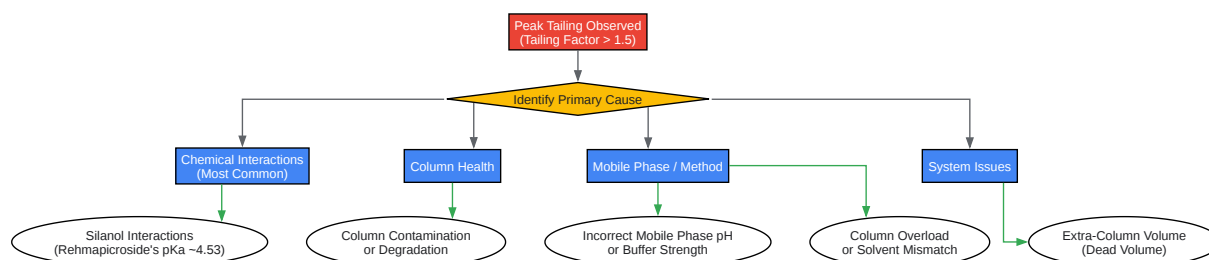 Peak Tailing Observed
(Tailing Factor > 1.5)
Identify Primary Cause
Chemical Interactions
(Most Common)
Column Health
Mobile Phase / Method
System Issues
Silanol Interactions
(Rehmapicroside's pKa ~4.53)
Column Contamination
or Degradation
Incorrect Mobile Phase pH
or Buffer Strength
Column Overload
or Solvent Mismatch
Extra-Column Volume
(Dead Volume)